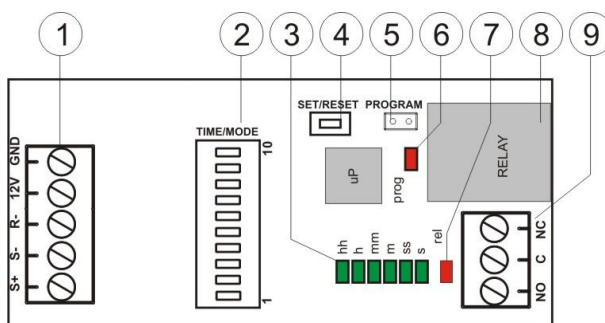 1 2 3 4 5 6 7 8 9
SET/RESET PROGRAM
TIME/MODE
10
1
GND
12V
R-
S-
S+
uP
prog
RELAY
hh
h
mm
m
ss
s
rel
NC
C
NO